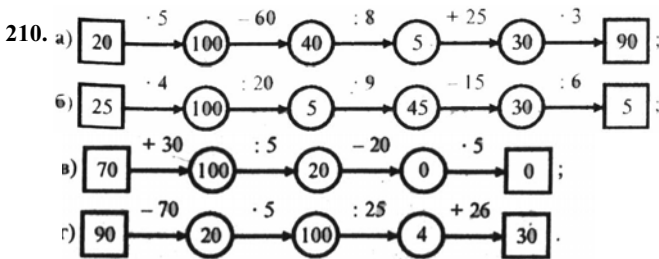 · 5 – 60 : 8 + 25 · 3
210. а) 20 100 40 5 30 90 ;
· 4 : 20 · 9 – 15 : 6
б) 25 100 5 45 30 5 ;
+ 30 : 5 – 20 · 5
в) 70 100 20 0 0 ;
– 70 · 5 : 25 + 26
г) 90 20 100 4 30 .